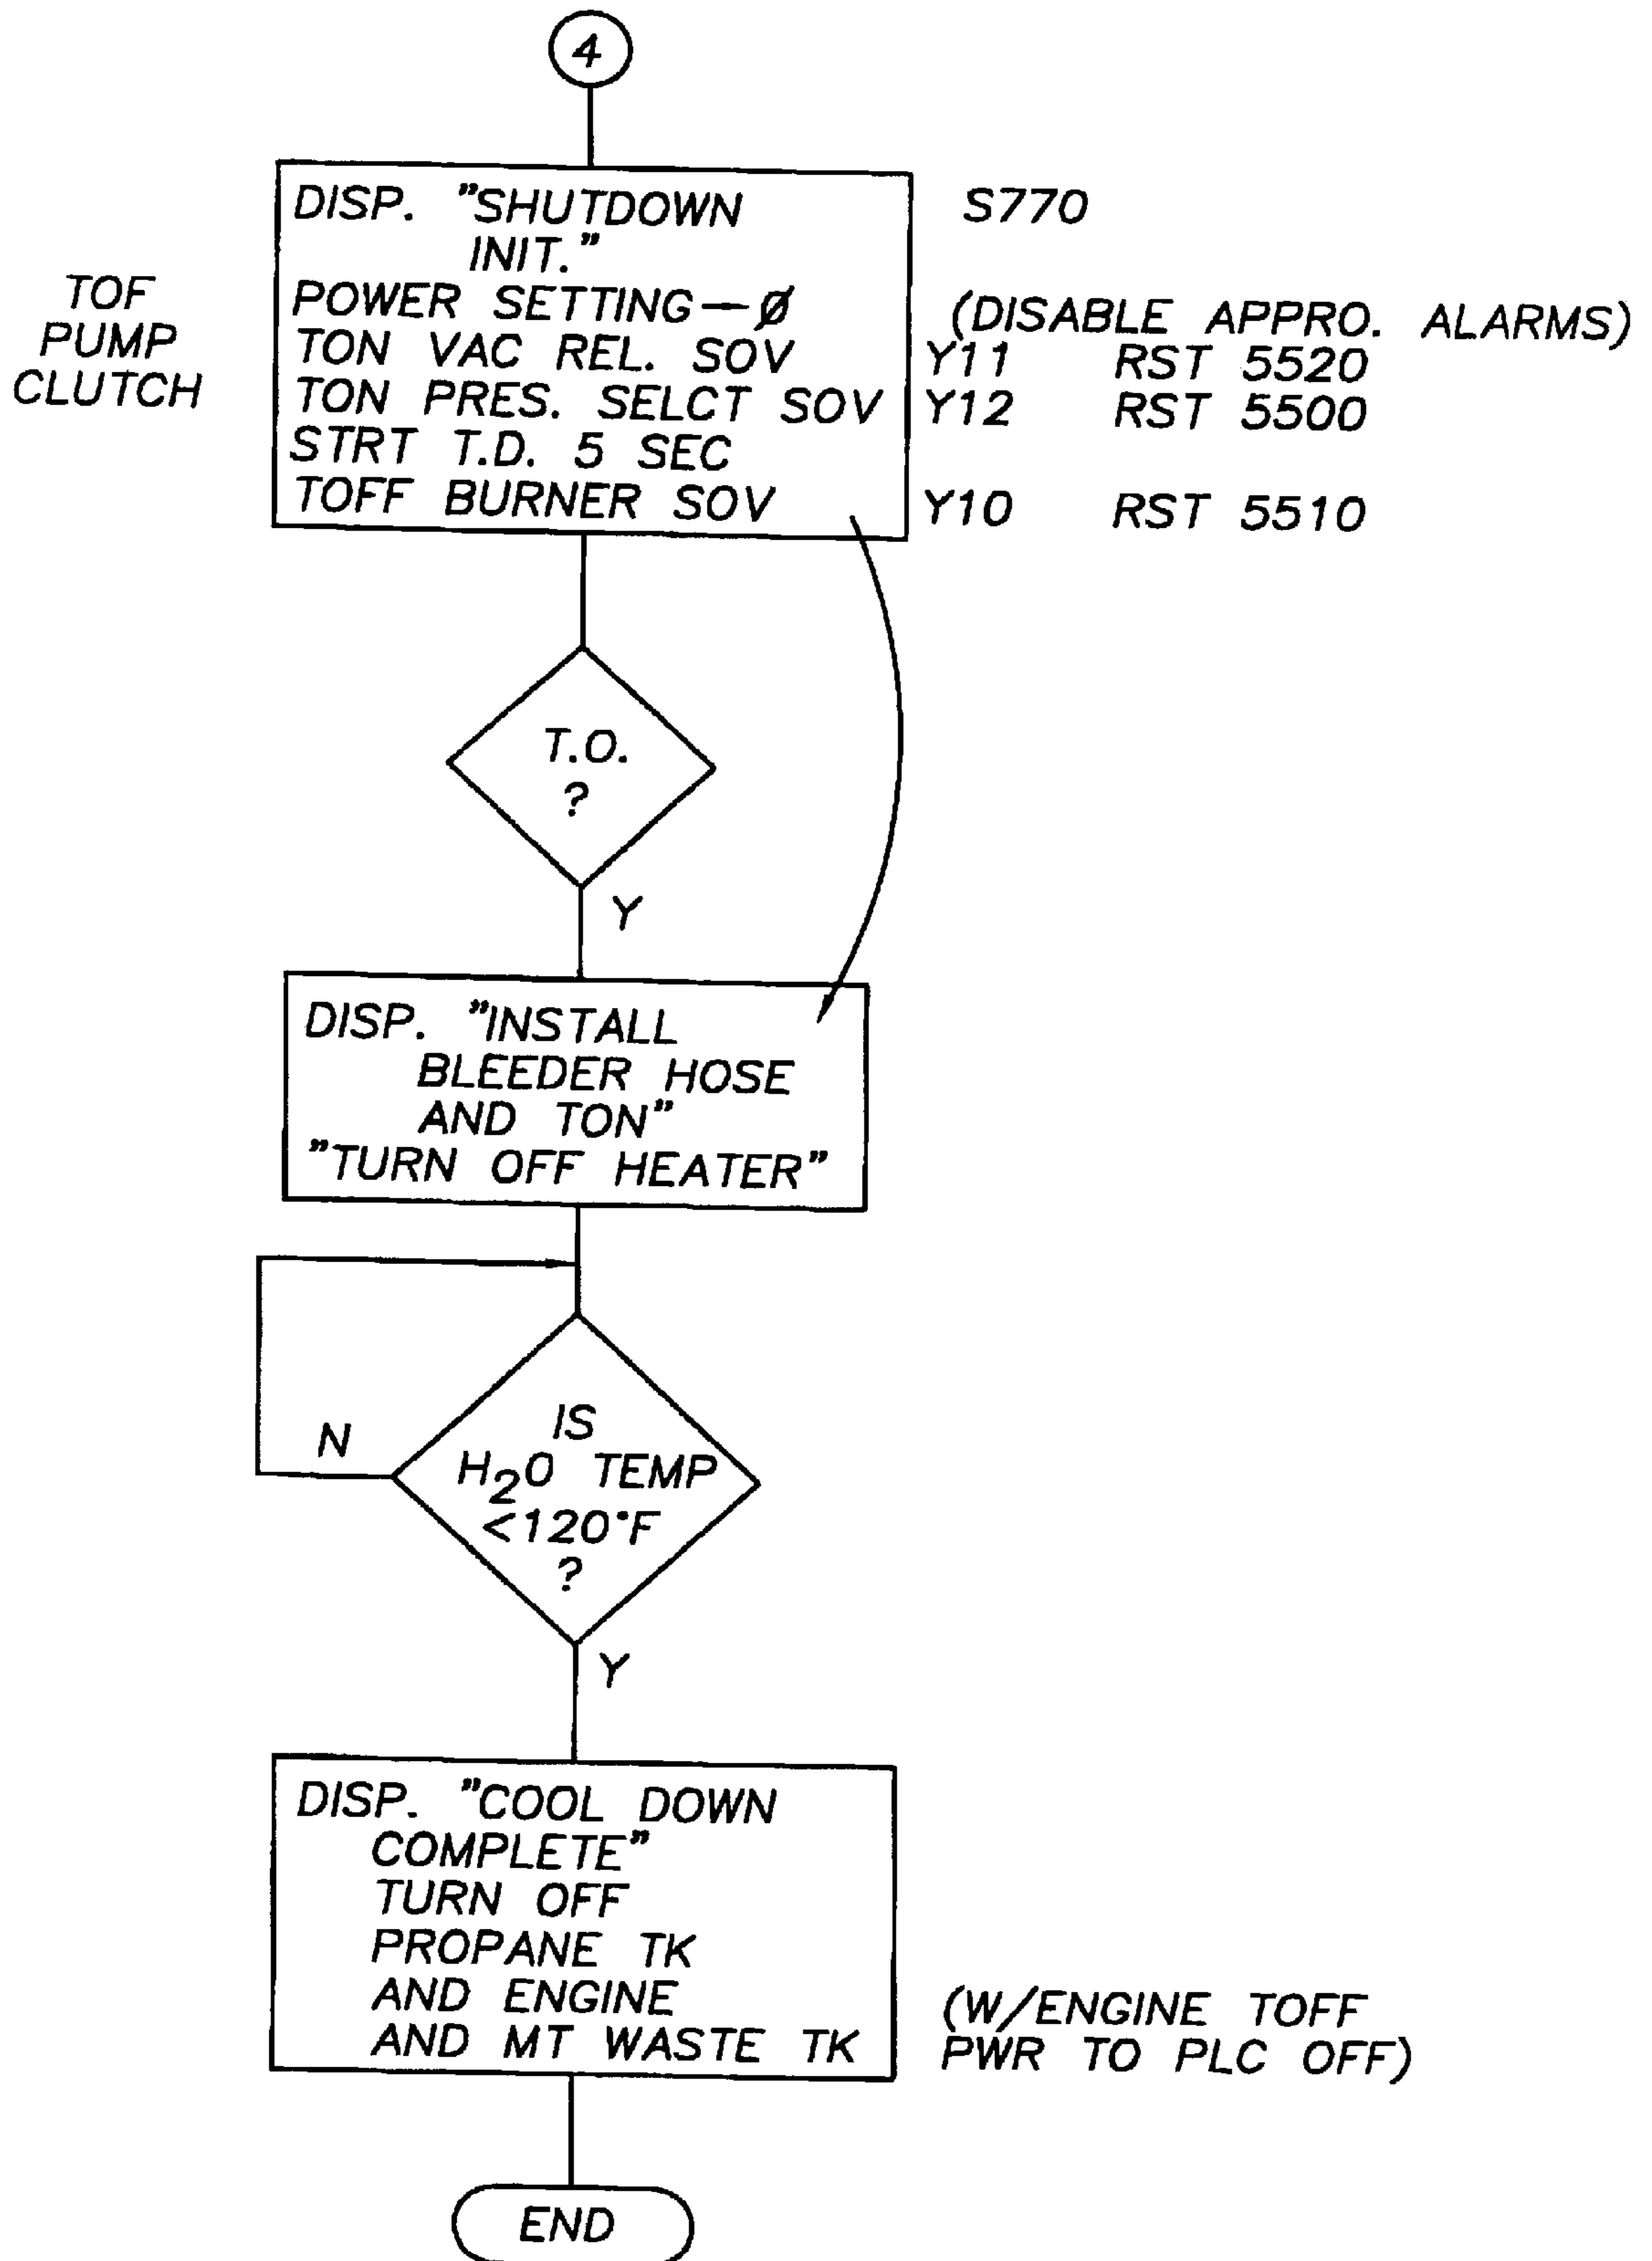 4
DISP. "SHUTDOWN
INIT."
POWER SETTING—Ø
TON VAC REL. SOV
TON PRES. SELCT SOV
STRT T.D. 5 SEC
TOFF BURNER SOV
TOF
PUMP
CLUTCH
S770
(DISABLE APPRO. ALARMS)
Y11 RST 5520
Y12 RST 5500
Y10 RST 5510
T.O.
?
Y
DISP. "INSTALL
BLEEDER HOSE
AND TON"
"TURN OFF HEATER"
N
IS
H₂O TEMP
<120°F
?
Y
DISP. "COOL DOWN
COMPLETE"
TURN OFF
PROPANE TK
AND ENGINE
AND MT WASTE TK
(W/ENGINE TOFF
PWR TO PLC OFF)
END